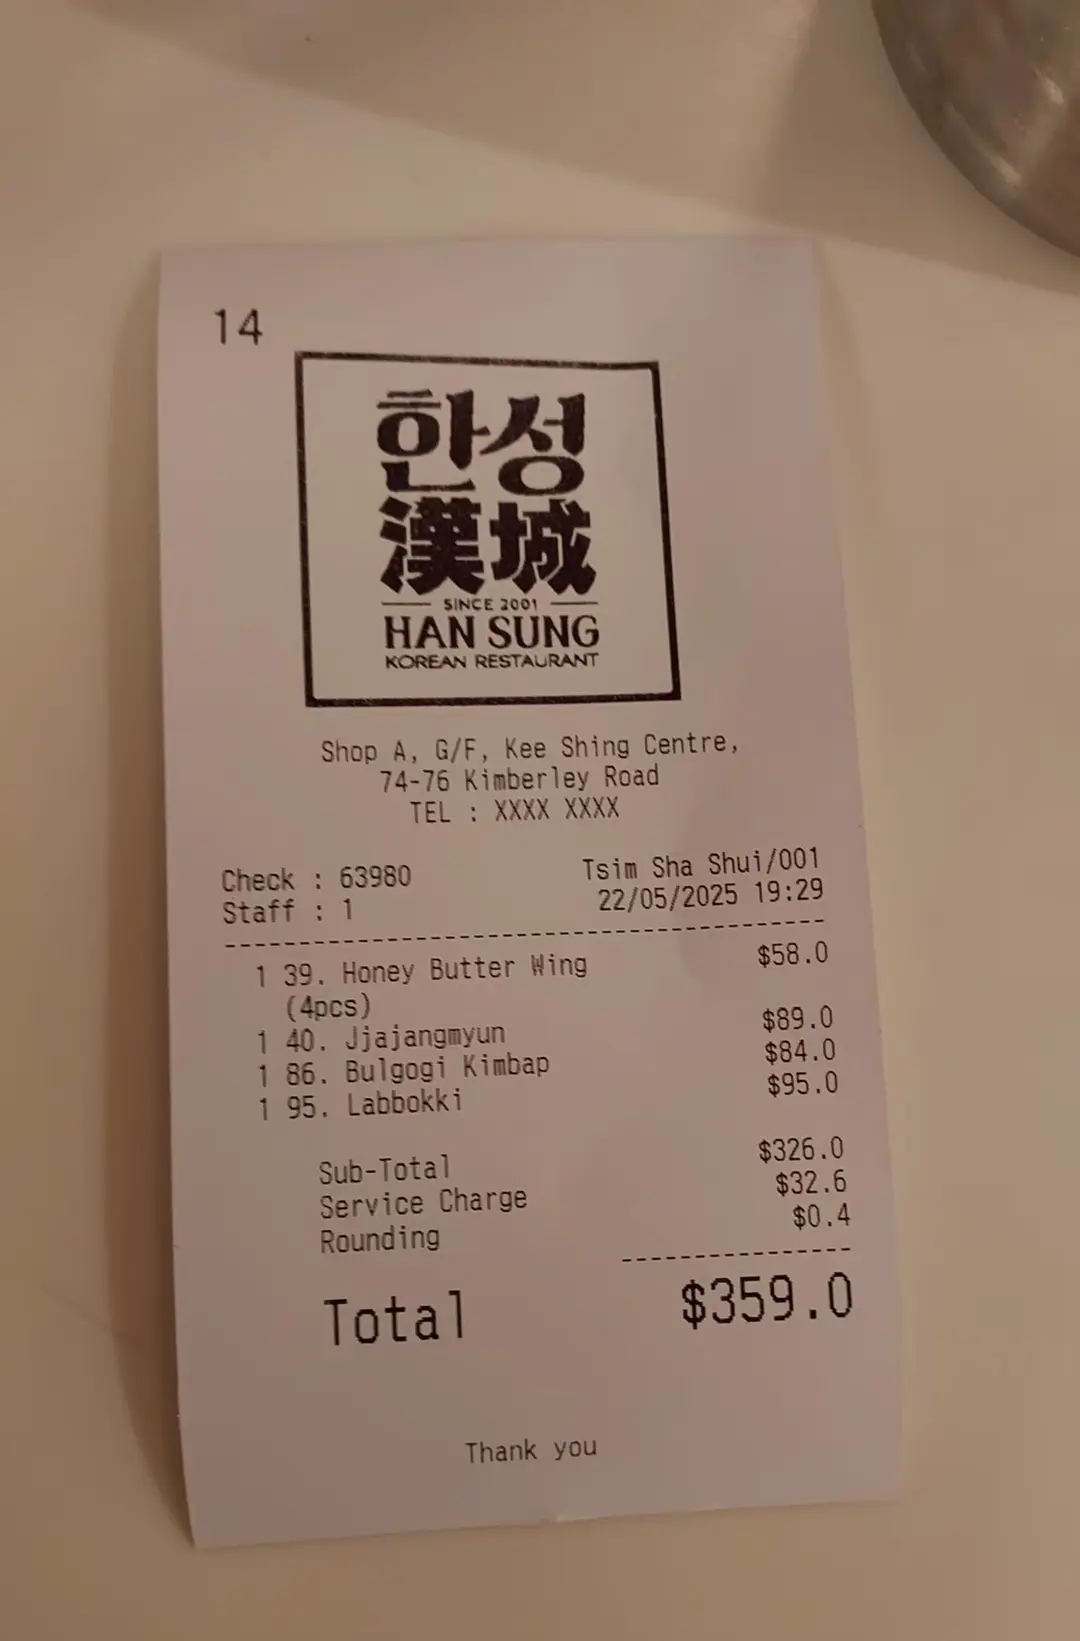 14
한성
漢城
SINCE 2001
HAN SUNG
KOREAN RESTAURANT
Shop A, G/F, Kee Shing Centre,
74-76 Kimberley Road
TEL : XXXX XXXX
Check : 63980 Tsim Sha Shui/001
Staff : 1 22/05/2025 19:29
1 39. Honey Butter Wing $58.0
(4pcs)
1 40. Jjajangmyun $89.0
1 86. Bulgogi Kimbap $84.0
1 95. Labbokki $95.0
Sub-Total $326.0
Service Charge $32.6
Rounding $0.4
Total $359.0
Thank you